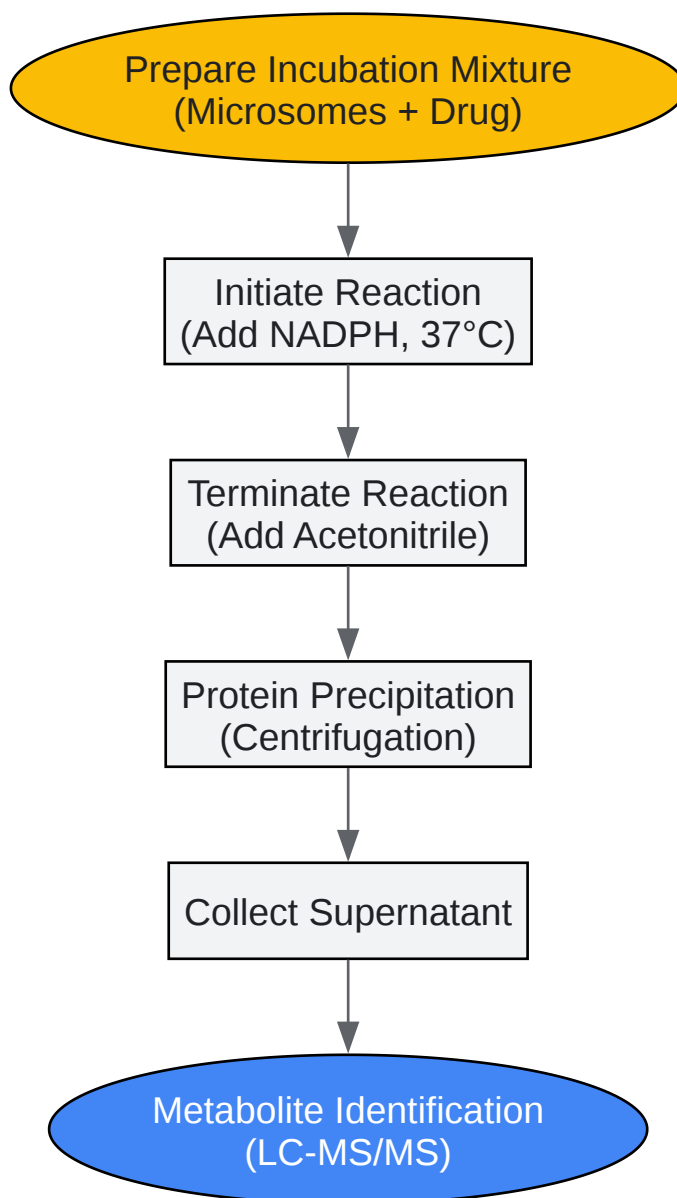 Prepare Incubation Mixture
(Microsomes + Drug)
Initiate Reaction
(Add NADPH, 37°C)
Terminate Reaction
(Add Acetonitrile)
Protein Precipitation
(Centrifugation)
Collect Supernatant
Metabolite Identification
(LC-MS/MS)